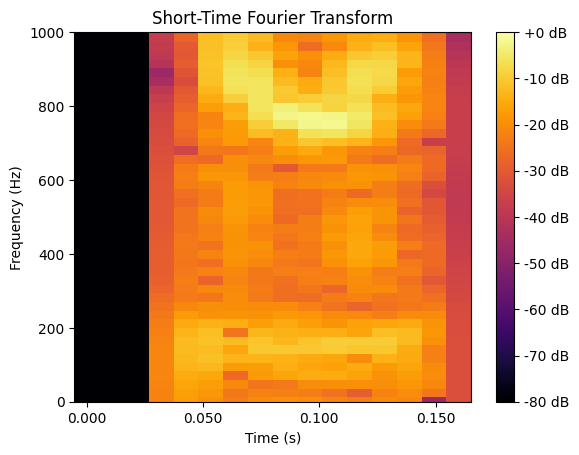 Short-Time Fourier Transform
1000
800
600
400
200
0
Frequency (Hz)
0.000
0.050
0.100
0.150
Time (s)
+0 dB
-10 dB
-20 dB
-30 dB
-40 dB
-50 dB
-60 dB
-70 dB
-80 dB